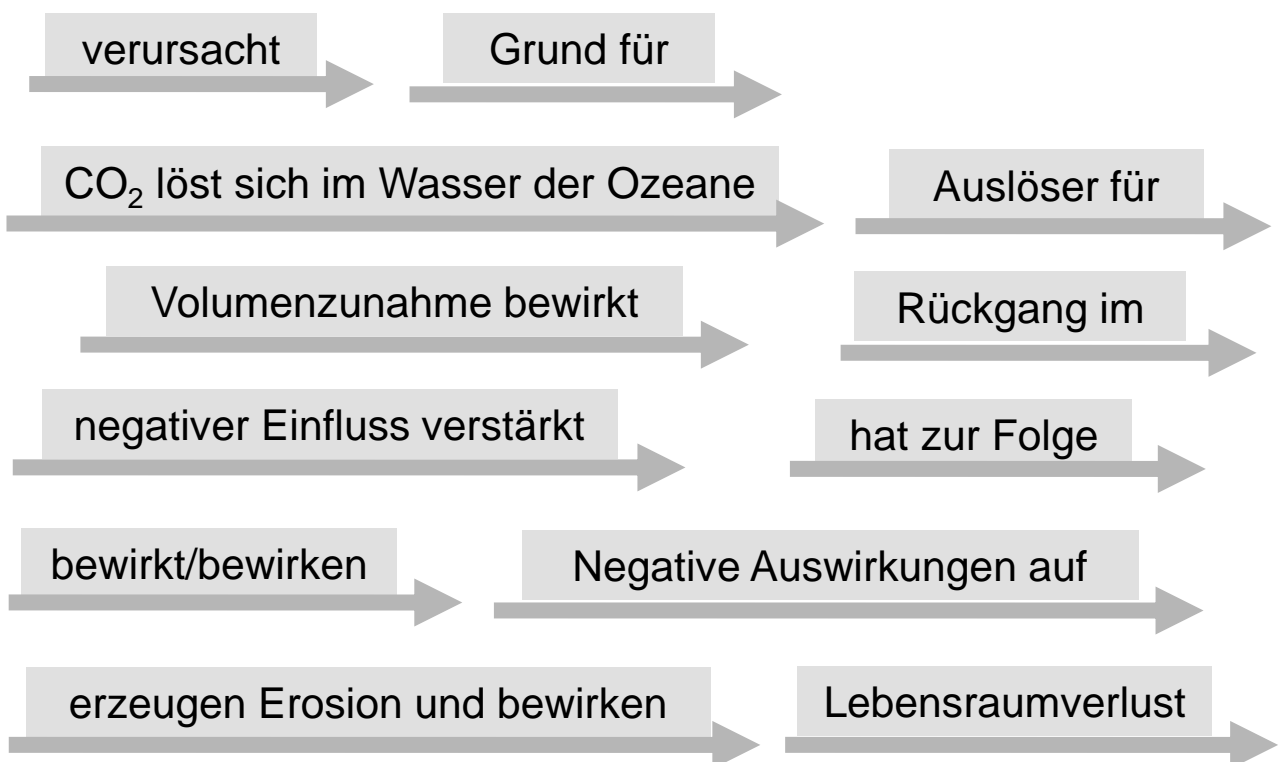 verursacht
Grund für
CO₂ löst sich im Wasser der Ozeane
Auslöser für
Volumenzunahme bewirkt
Rückgang im
negativer Einfluss verstärkt
hat zur Folge
bewirkt/bewirken
Negative Auswirkungen auf
erzeugen Erosion und bewirken
Lebensraumverlust